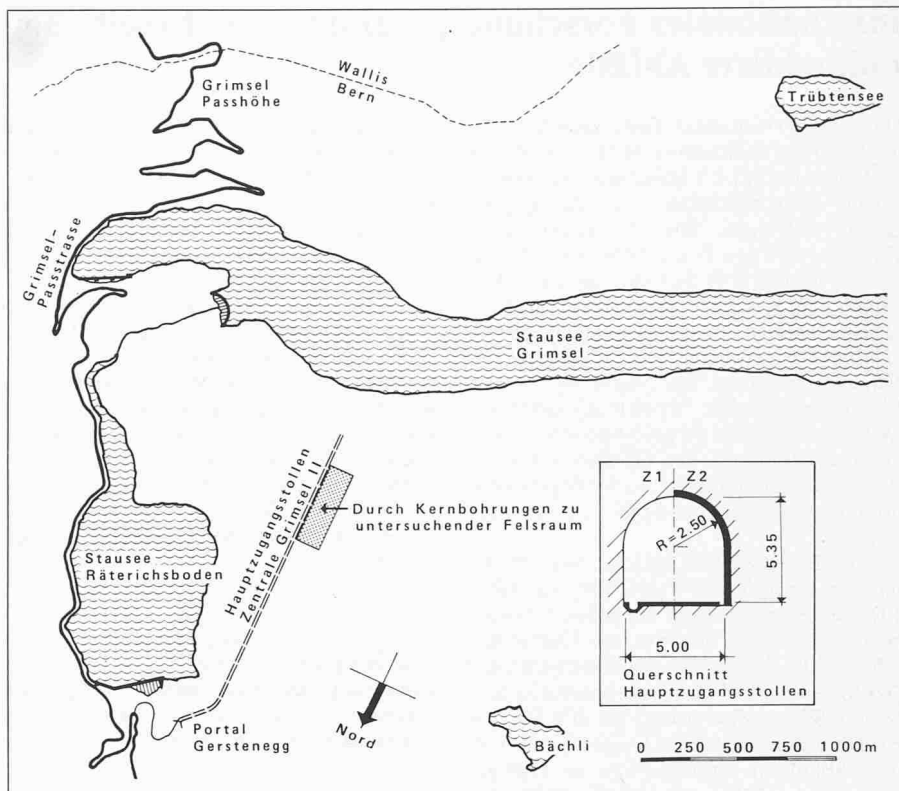 Grimsel
Passhöhe
Wallis
Bern
Trübtensee
Grimsel–
Passstrasse
Stausee
Grimsel
Hauptzugangsstollen
Zentrale Grimsel II
Durch Kernbohrungen zu
untersuchender Felsraum
Stausee
Räterichsboden
Z1 Z2
R=2.50
5.35
5.00
Querschnitt
Hauptzugangsstollen
Portal
Gerstenegg
Nord
Bächli
0 250 500 750 1000m